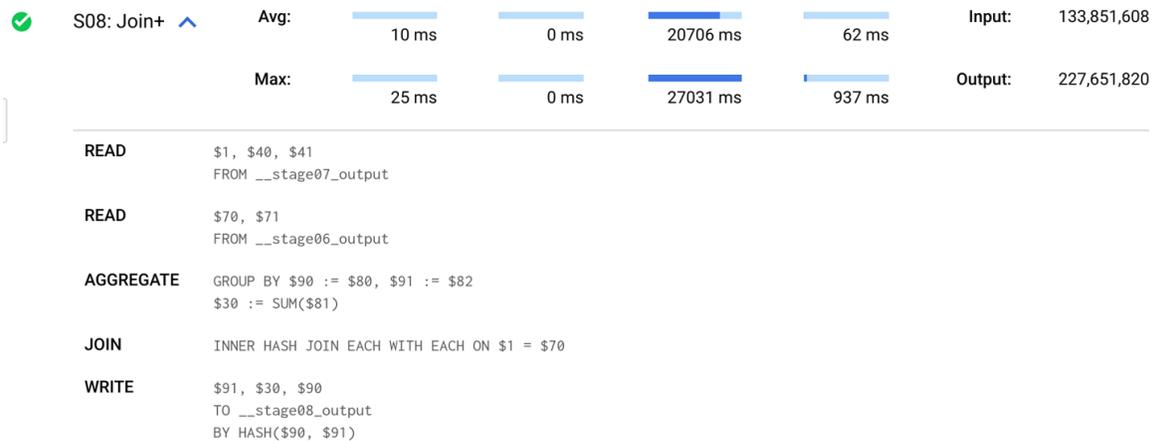 S08: Join+ Avg: 10 ms 0 ms 20706 ms 62 ms Input: 133,851,608
Max: 25 ms 0 ms 27031 ms 937 ms Output: 227,651,820
READ $1, $40, $41
FROM __stage07_output
READ $70, $71
FROM __stage06_output
AGGREGATE GROUP BY $90 := $80, $91 := $82
$30 := SUM($81)
JOIN INNER HASH JOIN EACH WITH EACH ON $1 = $70
WRITE $91, $30, $90
TO __stage08_output
BY HASH($90, $91)